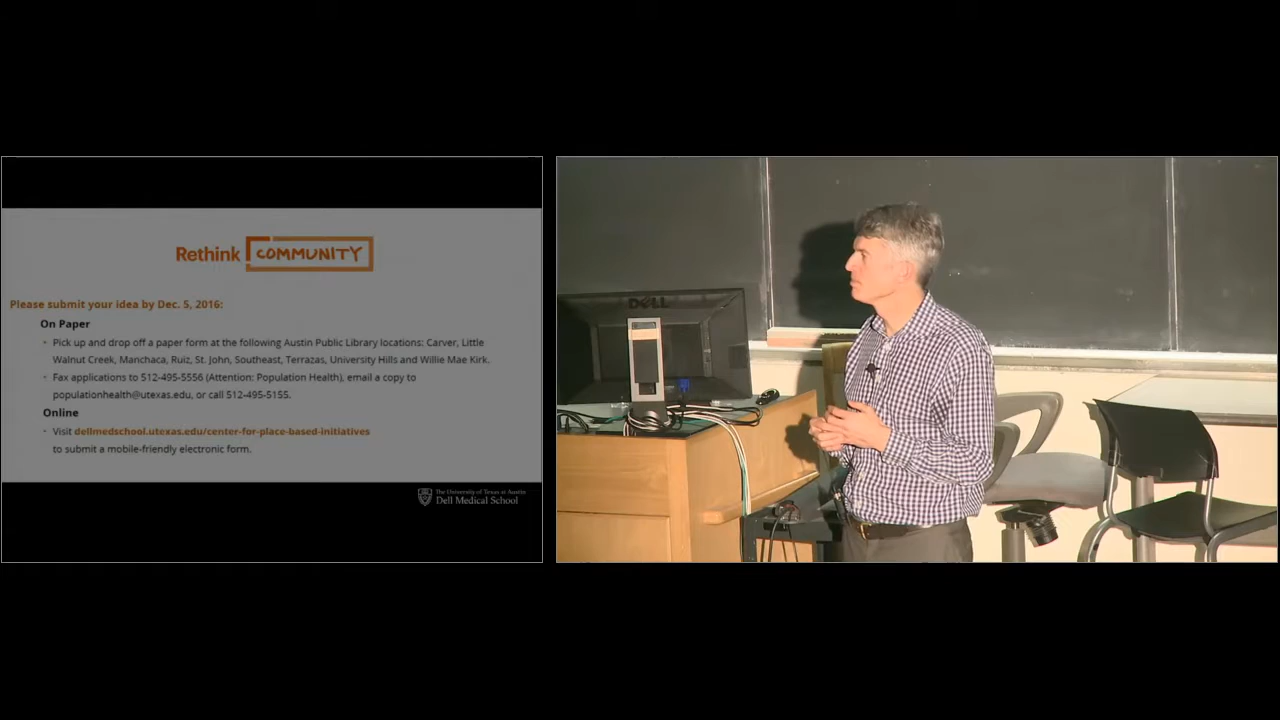 Rethink COMMUNITY
Please submit your idea by Dec. 5, 2016:
On Paper
• Pick up and drop off a paper form at the following Austin Public Library locations: Carver, Little
Walnut Creek, Manchaca, Ruiz, St. John, Southeast, Terrazas, University Hills and Willie Mae Kirk.
• Fax applications to 512-495-5556 (Attention: Population Health), email a copy to
populationhealth@utexas.edu, or call 512-495-5155.
Online
• Visit dellmedschool.utexas.edu/center-for-place-based-initiatives
to submit a mobile-friendly electronic form.
The University of Texas at Austin
Dell Medical School
DELL